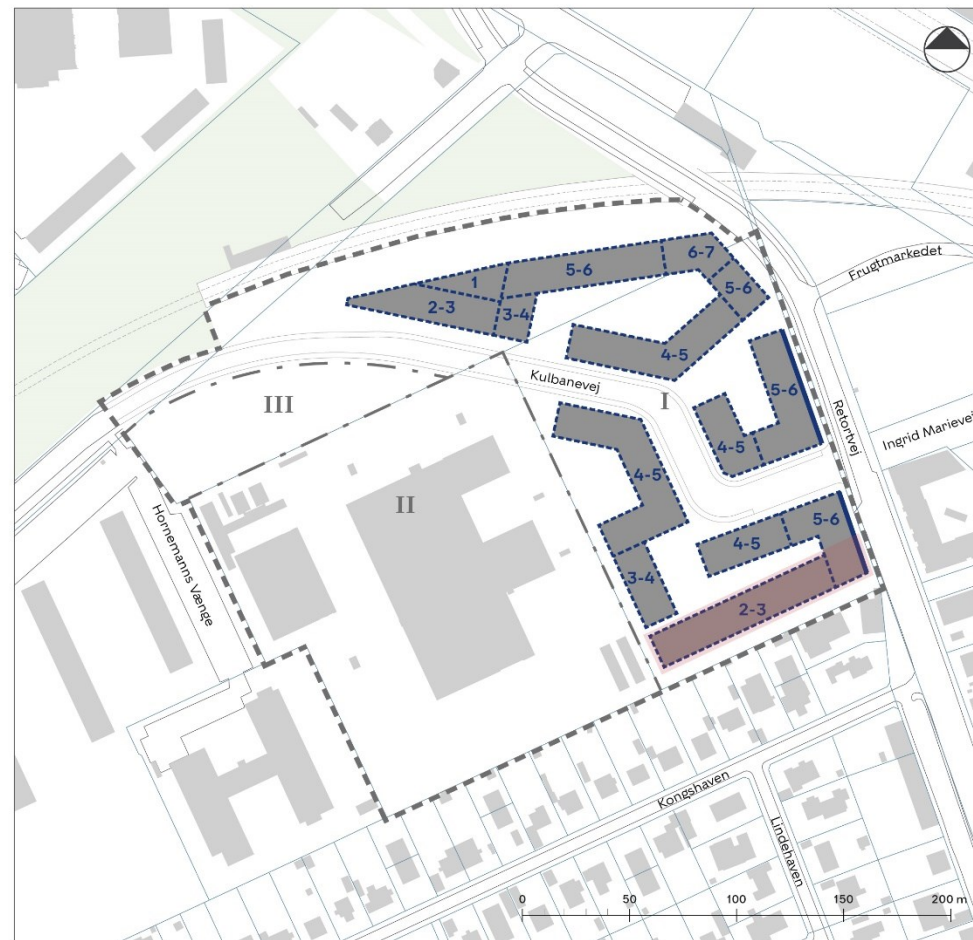 6-7
Frugtmarkedet
5-6
1
5-6
2-3
3-4
4-5
Kulbanevej
5-6
III
I
Retortvej
4-5
Ingrid Marievej
4-5
II
5-6
Hornemanns Vænge
4-5
3-4
2-3
Kongshaven
Lindehaven
0 50 100 150 200 m